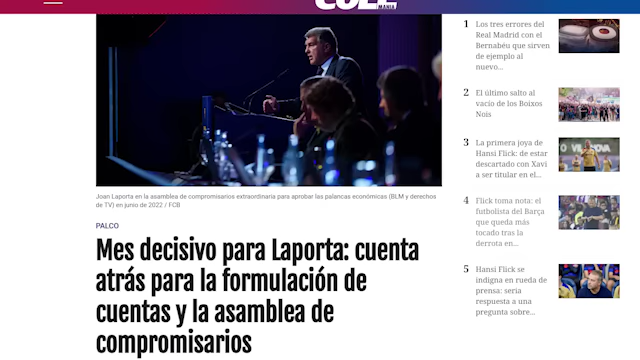 CULE
MANÍA
Joan Laporta en la asamblea de compromisarios extraordinaria para aprobar las palancas económicas (BLM y derechos
de TV) en junio de 2022 / FCB
PALCO
Mes decisivo para Laporta: cuenta
atrás para la formulación de
cuentas y la asamblea de
compromisarios
1 Los tres errores del
Real Madrid con el
Bernabéu que sirven
de ejemplo al
nuevo...
2 El último salto al
vacío de los Boixos
Nois
3 La primera joya de
Hansi Flick: de estar
descartado con Xavi
a ser titular en el...
4 Flick toma nota: el
futbolista del Barça
que queda más
tocado tras la
derrota en...
5 Hansi Flick se
indigna en rueda de
prensa: seria
respuesta a una
pregunta sobre...